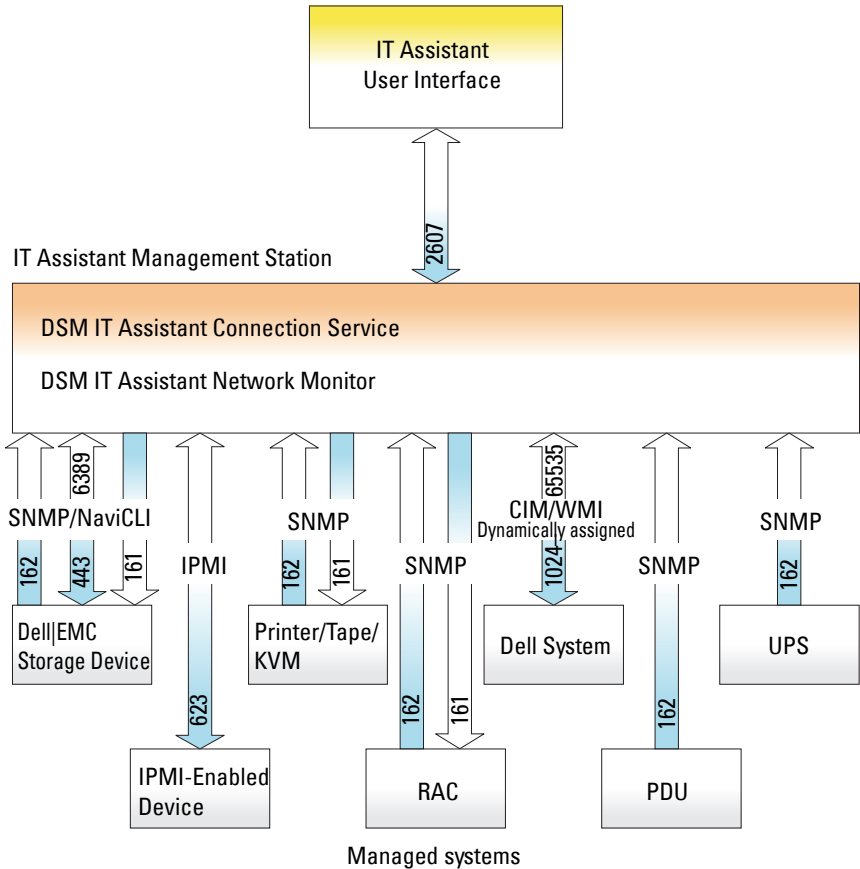 IT Assistant
User Interface
2607
IT Assistant Management Station
DSM IT Assistant Connection Service
DSM IT Assistant Network Monitor
6389
65535
SNMP/NaviCLI
IPMI
SNMP
SNMP
CIM/WMI
Dynamically assigned
SNMP
SNMP
162
443
161
162
161
1024
162
Dell|EMC
Storage Device
Printer/Tape/
KVM
Dell System
UPS
623
162
161
162
IPMI-Enabled
Device
RAC
PDU
Managed systems